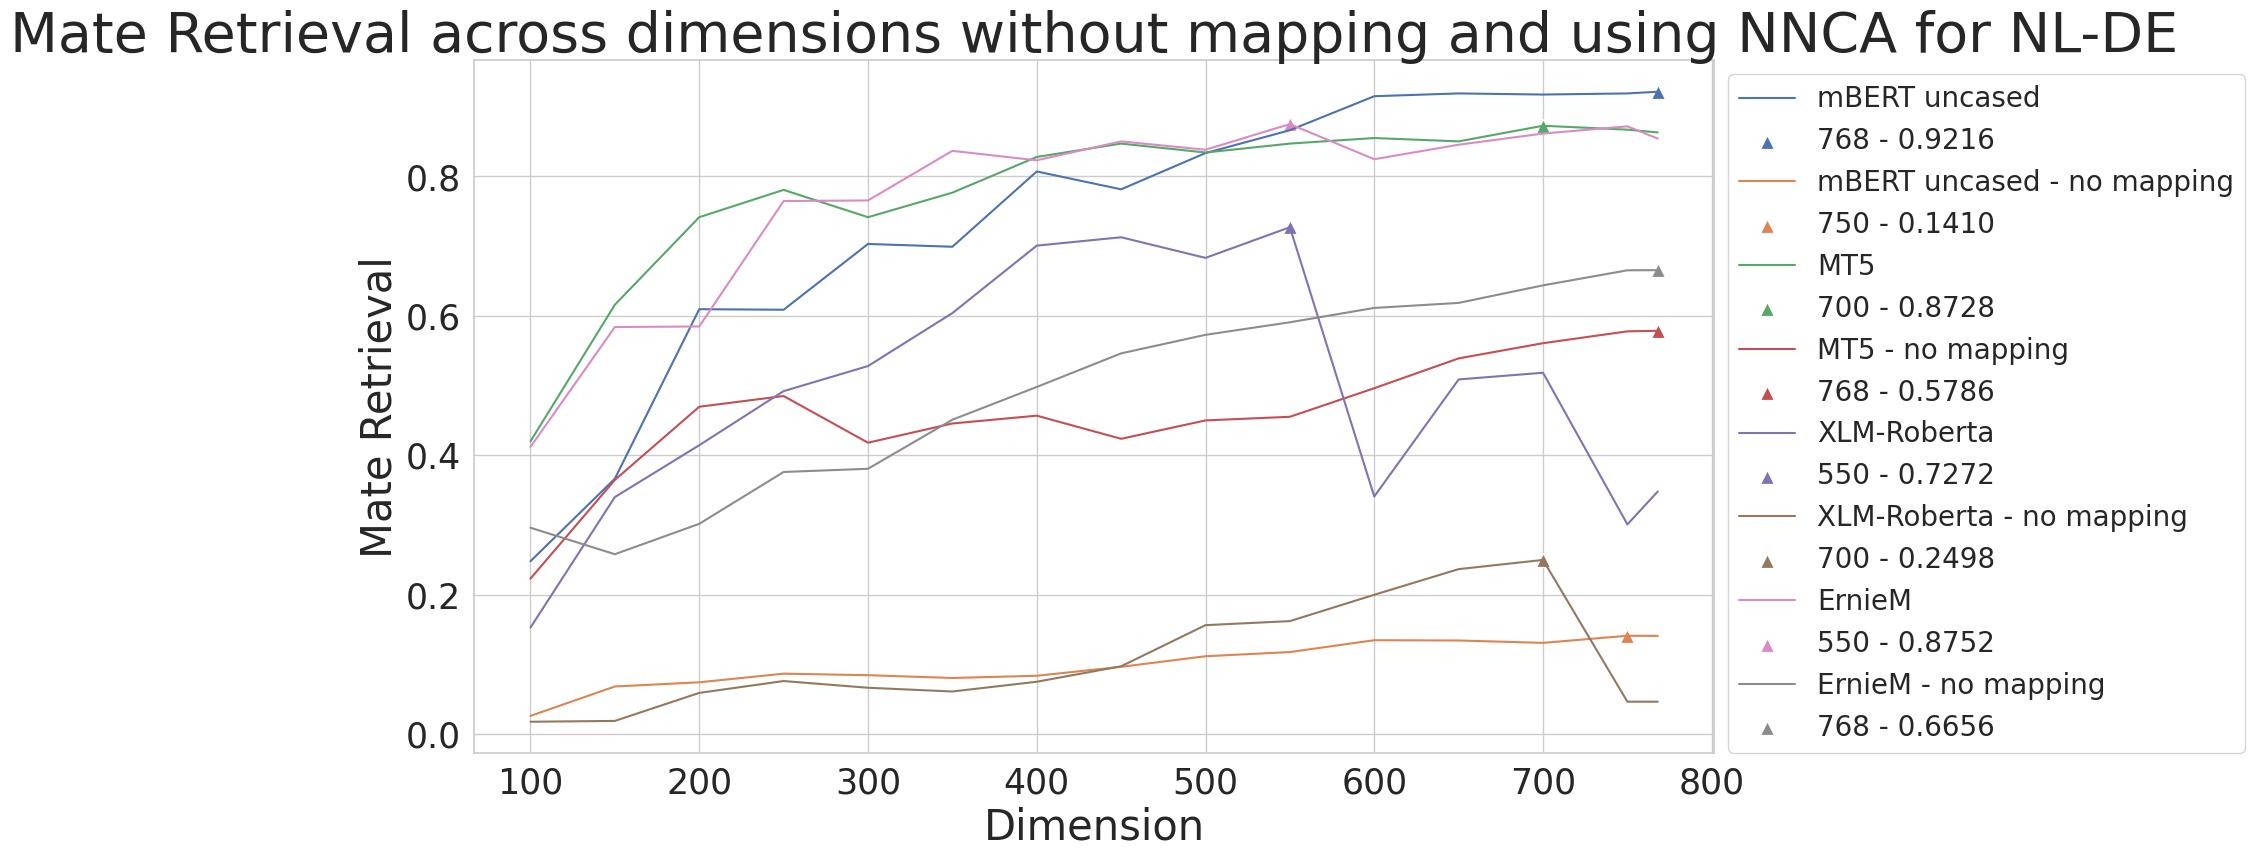 Mate Retrieval across dimensions without mapping and using NNCA for NL-DE
Mate Retrieval
0.8
0.6
0.4
0.2
0.0
100 200 300 400 500 600 700 800
Dimension
mBERT uncased
768 - 0.9216
mBERT uncased - no mapping
750 - 0.1410
MT5
700 - 0.8728
MT5 - no mapping
768 - 0.5786
XLM-Roberta
550 - 0.7272
XLM-Roberta - no mapping
700 - 0.2498
ErnieM
550 - 0.8752
ErnieM - no mapping
768 - 0.6656